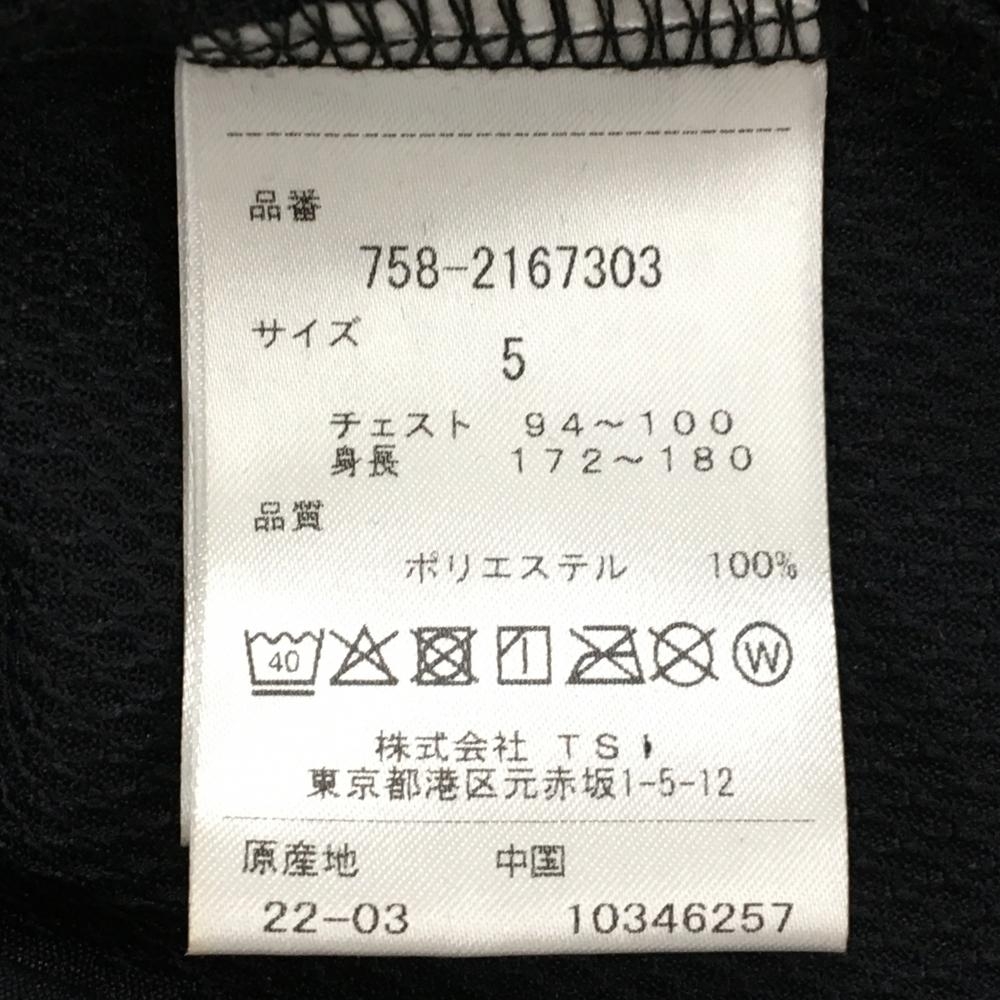 品番
758-2167303
サイズ
5
チェスト 94～100
身長 172～180
品質
ポリエステル 100%
40 W
株式会社 TSI
東京都港区元赤坂1-5-12
原産地 中国
22-03 10346257